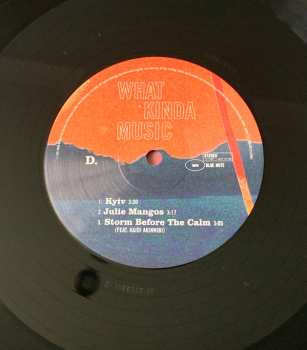 WHAT
KINDA
MUSIC
D.
STEREO
BLUE NOTE
1 Kyiv 3:30
2 Julie Mangos 3:17
3 Storm Before The Calm 5:05
(FEAT. KAIDI AKINNIBI)